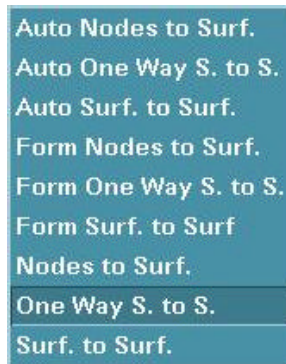 Auto Nodes to Surf.
Auto One Way S. to S.
Auto Surf. to Surf.
Form Nodes to Surf.
Form One Way S. to S.
Form Surf. to Surf
Nodes to Surf.
One Way S. to S.
Surf. to Surf.